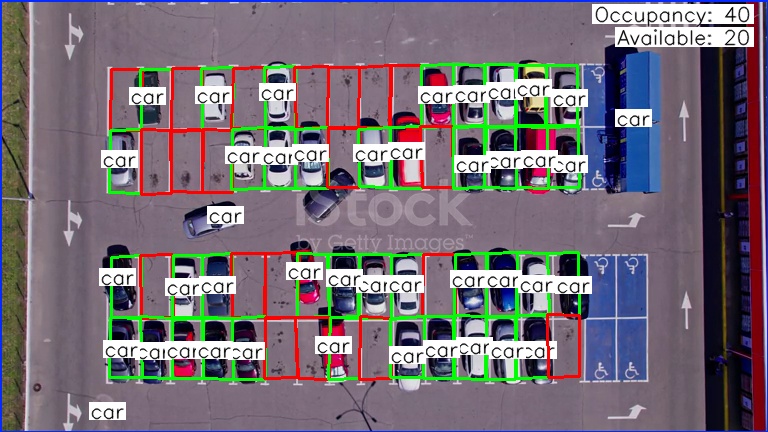 Occupancy: 40
Available: 20
car car car car car car car car
car
car car car car car car car car car car
car
iStock
by Getty Images™
car car car car car car car car car car car
car car car car car car car car car car car
car